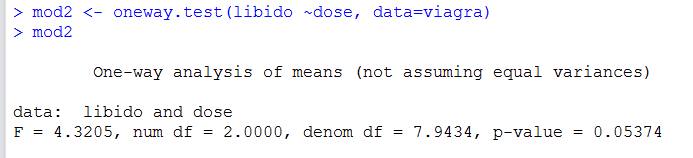 > mod2 <- oneway.test(libido ~dose, data=viagra)
> mod2
One-way analysis of means (not assuming equal variances)
data:  libido and dose
F = 4.3205, num df = 2.0000, denom df = 7.9434, p-value = 0.05374